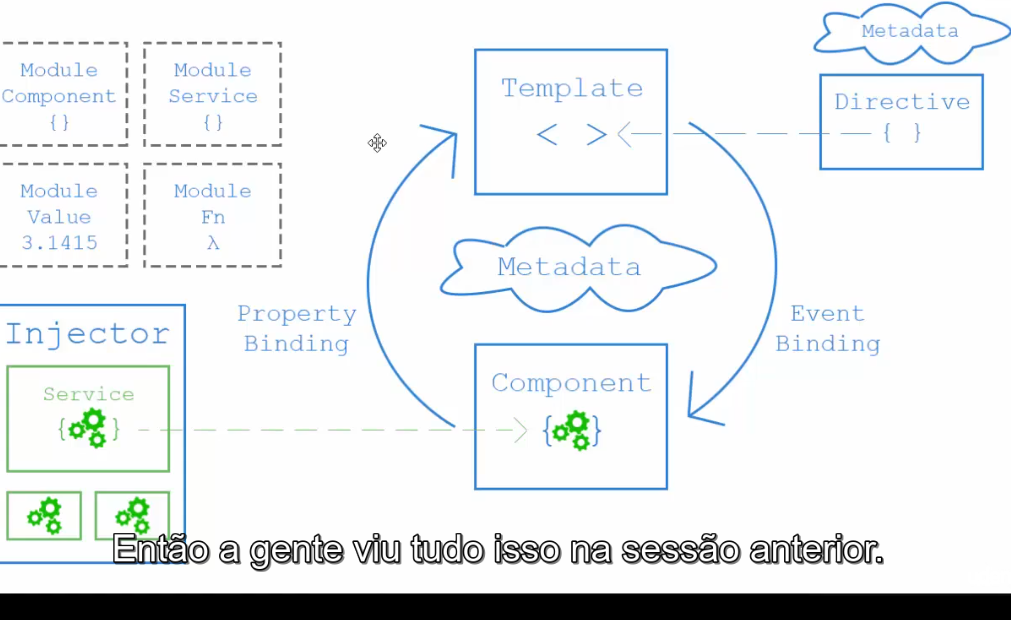 Metadata
Module
Component
{}
Module
Service
{}
Template
< >
Directive
{ }
Module
Value
3.1415
Module
Fn
λ
Metadata
Property
Binding
Event
Binding
Injector
Service
{ }
Component
{ }
Então a gente viu tudo isso na sessão anterior.